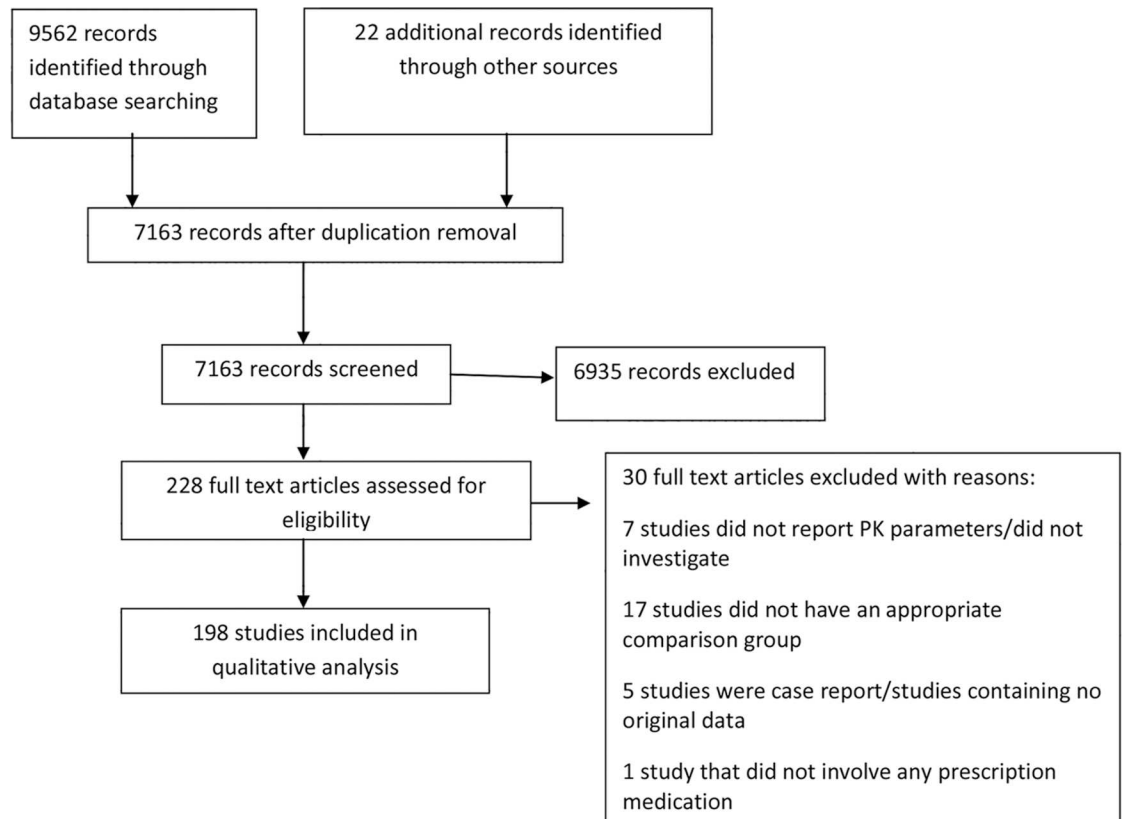 9562 records
identified through
database searching
22 additional records identified
through other sources
7163 records after duplication removal
7163 records screened
6935 records excluded
228 full text articles assessed for
eligibility
30 full text articles excluded with reasons:
7 studies did not report PK parameters/did not
investigate
17 studies did not have an appropriate
comparison group
5 studies were case report/studies containing no
original data
1 study that did not involve any prescription
medication
198 studies included in
qualitative analysis